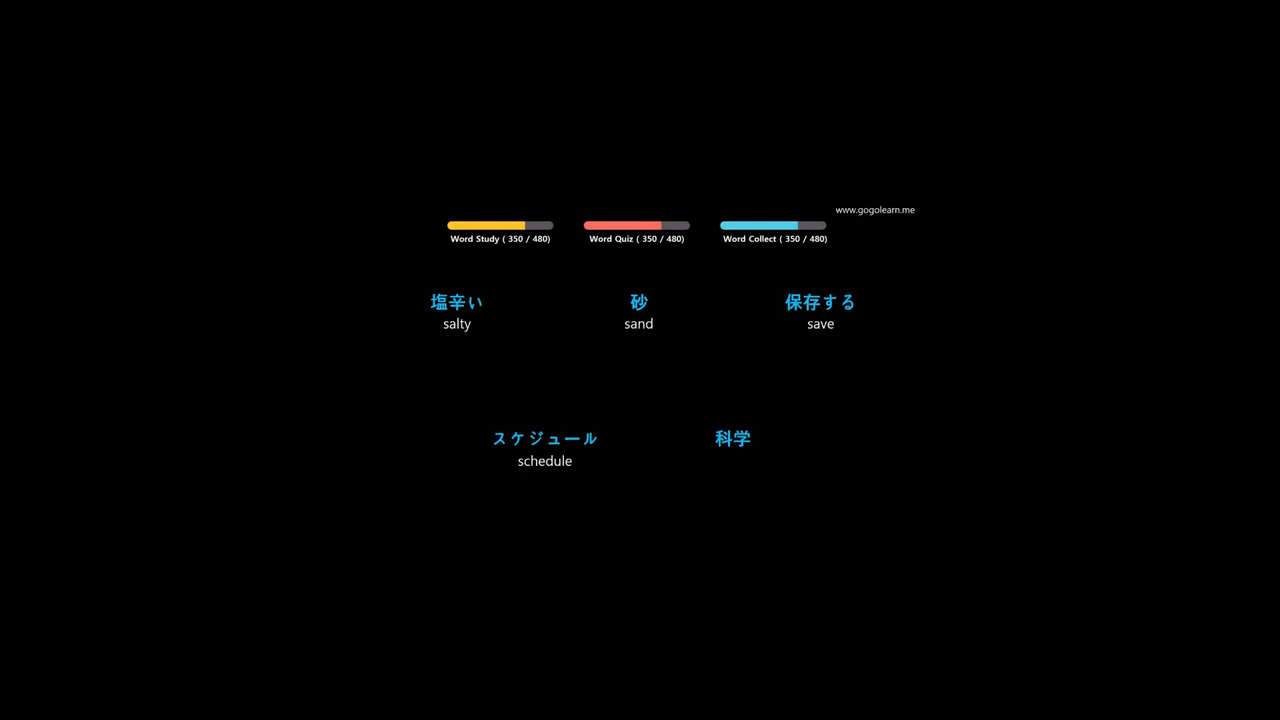 www.gogolearn.me
Word Study ( 350 / 480)
Word Quiz ( 350 / 480)
Word Collect ( 350 / 480)
塩辛い
salty
砂
sand
保存する
save
スケジュール
schedule
科学